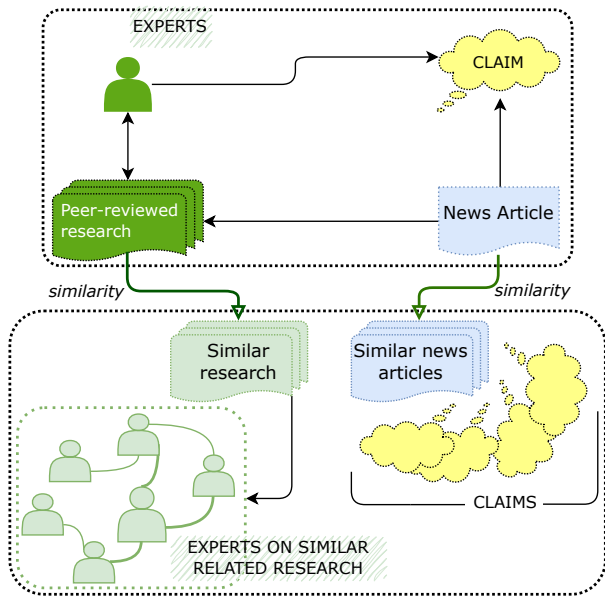 EXPERTS
CLAIM
Peer-reviewed
research
News Article
similarity
similarity
Similar
research
Similar news
articles
CLAIMS
EXPERTS ON SIMILAR
RELATED RESEARCH